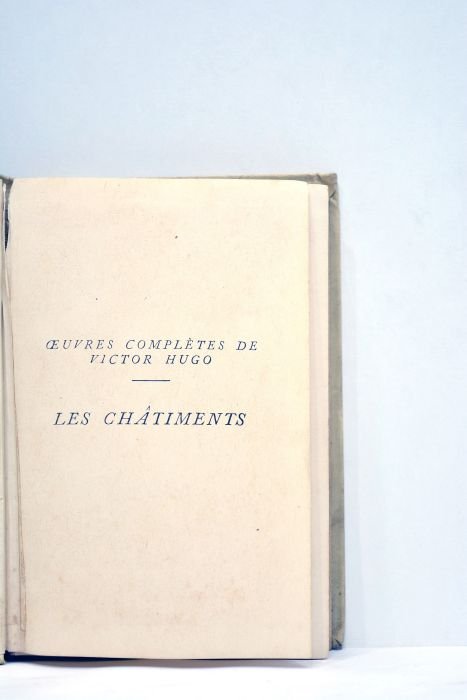 ŒUVRES COMPLÈTES DE
VICTOR HUGO
LES CHÂTIMENTS